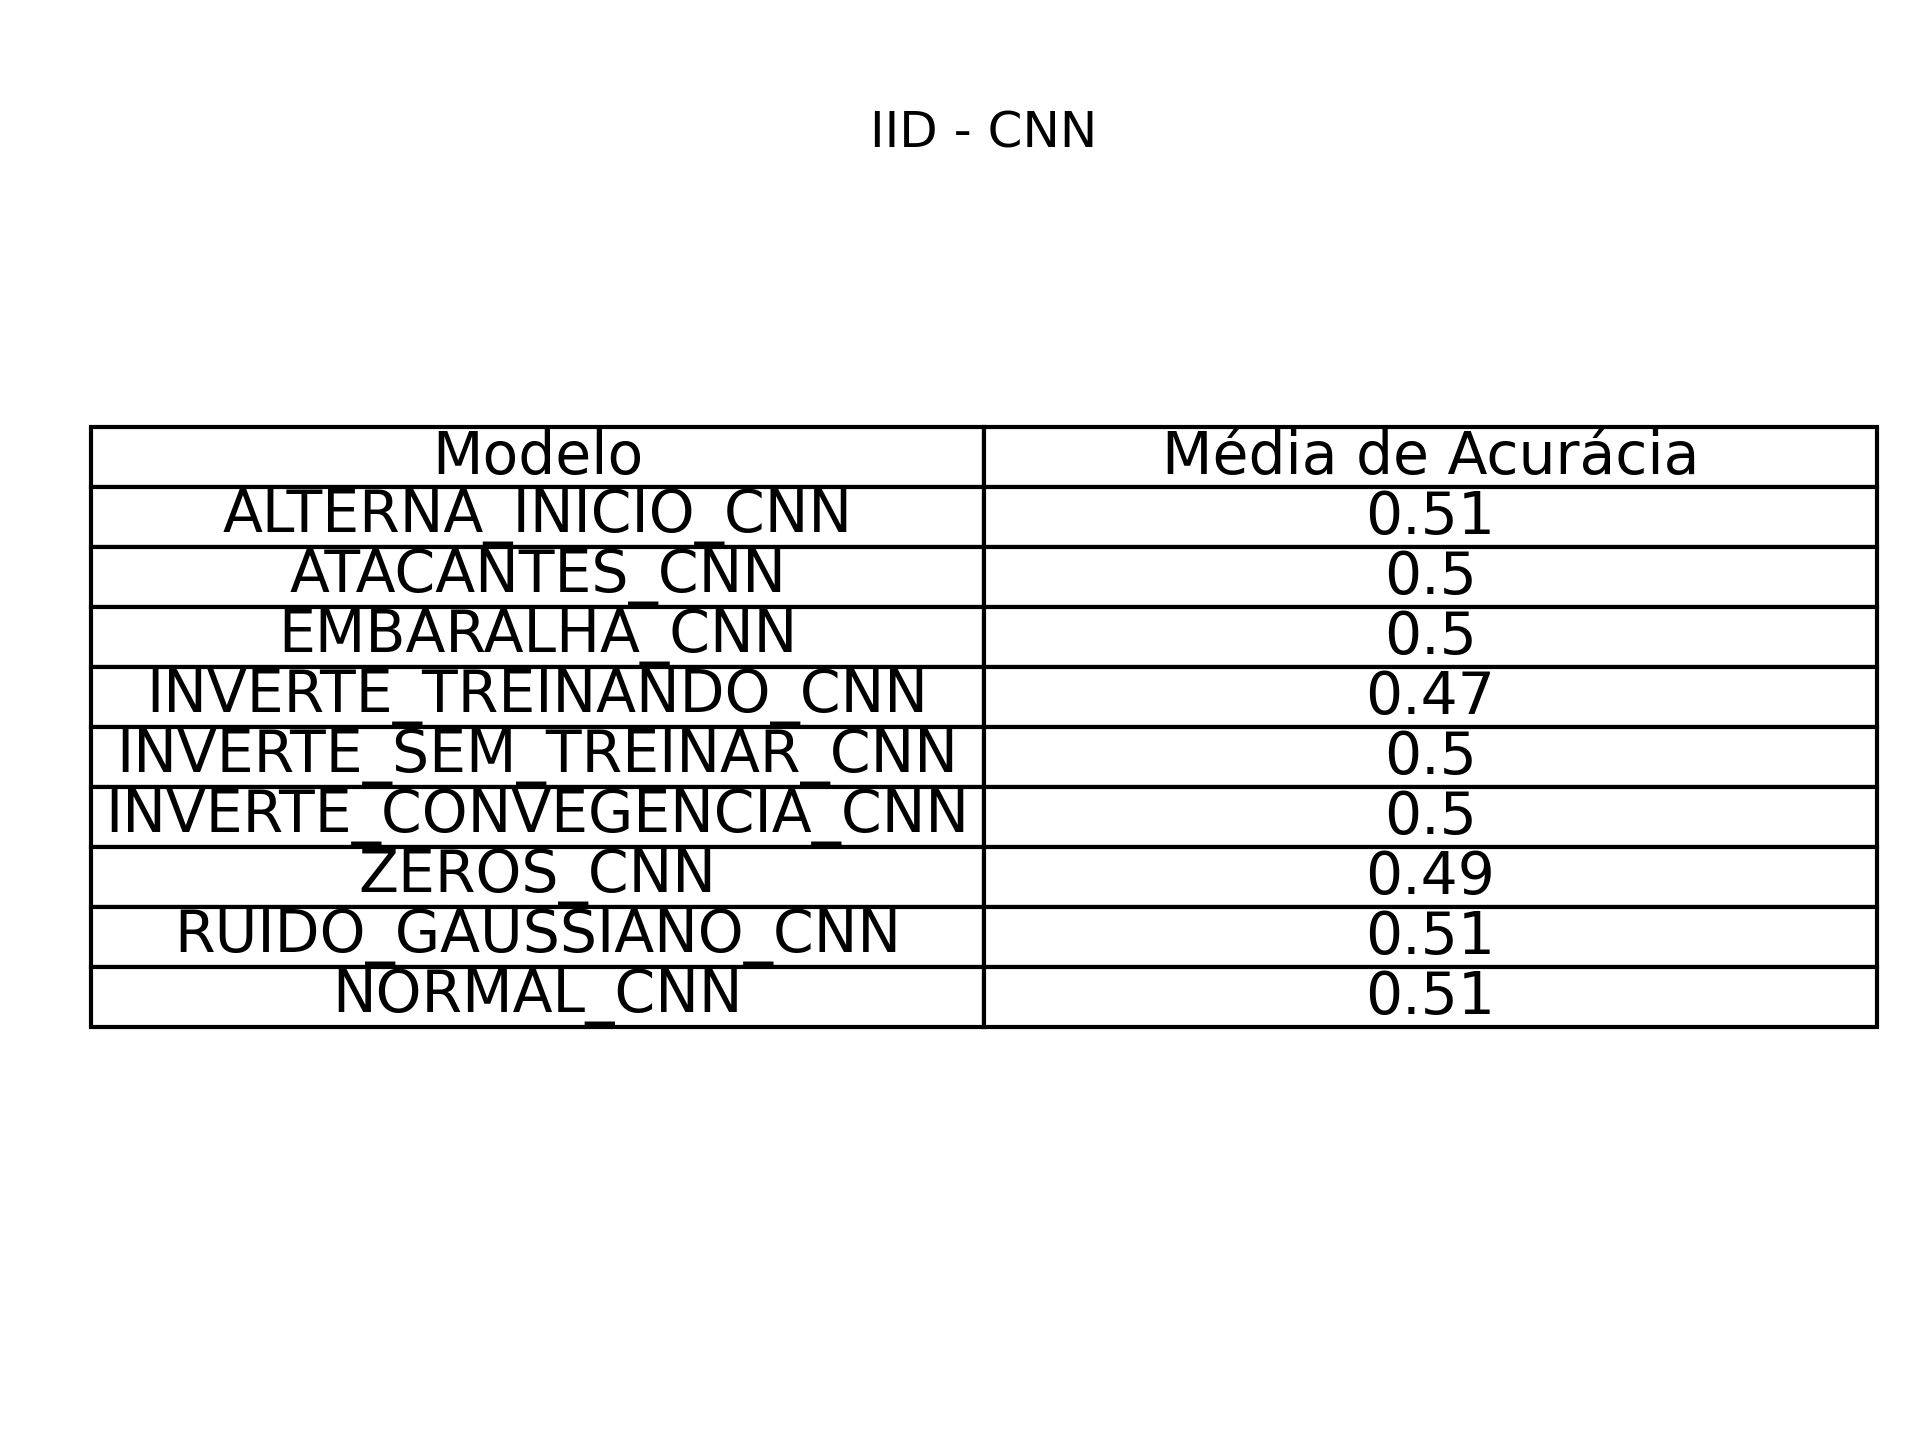 IID - CNN
Modelo Média de Acurácia
ALTERNA_INICIO_CNN 0.51
ATACANTES_CNN 0.5
EMBARALHA_CNN 0.5
INVERTE_TREINANDO_CNN 0.47
INVERTE_SEM_TREINAR_CNN 0.5
INVERTE_CONVEGENCIA_CNN 0.5
ZEROS_CNN 0.49
RUIDO_GAUSSIANO_CNN 0.51
NORMAL_CNN 0.51